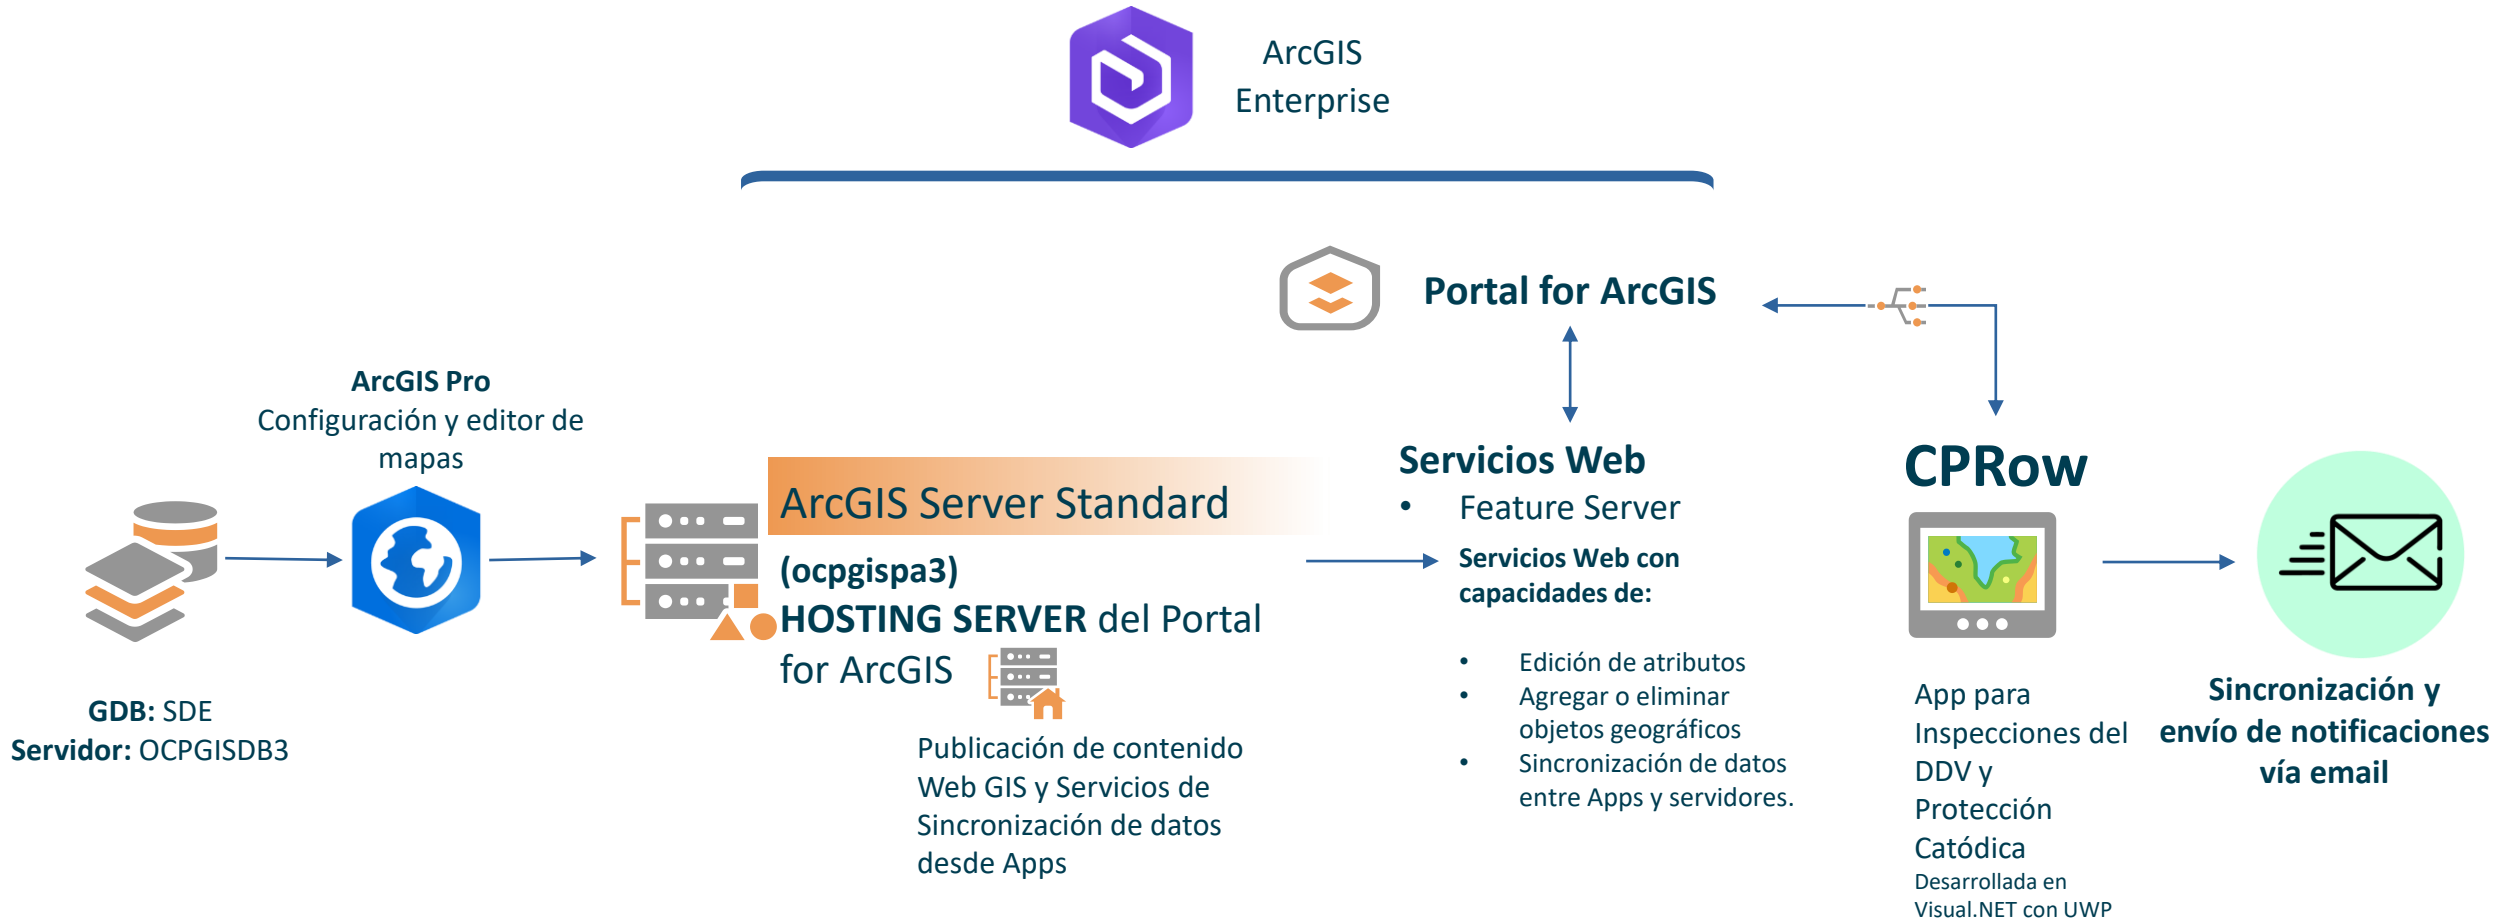 ArcGIS
Enterprise
Portal for ArcGIS
ArcGIS Pro
Configuración y editor de
mapas
GDB: SDE
Servidor: OCPGISDB3
ArcGIS Server Standard
(ocpgispa3)
HOSTING SERVER del Portal
for ArcGIS
Publicación de contenido
Web GIS y Servicios de
Sincronización de datos
desde Apps
Servicios Web
• Feature Server
Servicios Web con
capacidades de:
• Edición de atributos
• Agregar o eliminar
objetos geográficos
• Sincronización de datos
entre Apps y servidores.
CPRow
App para
Inspecciones del
DDV y
Protección
Catódica
Desarrollada en
Visual.NET con UWP
Sincronización y
envío de notificaciones
vía email